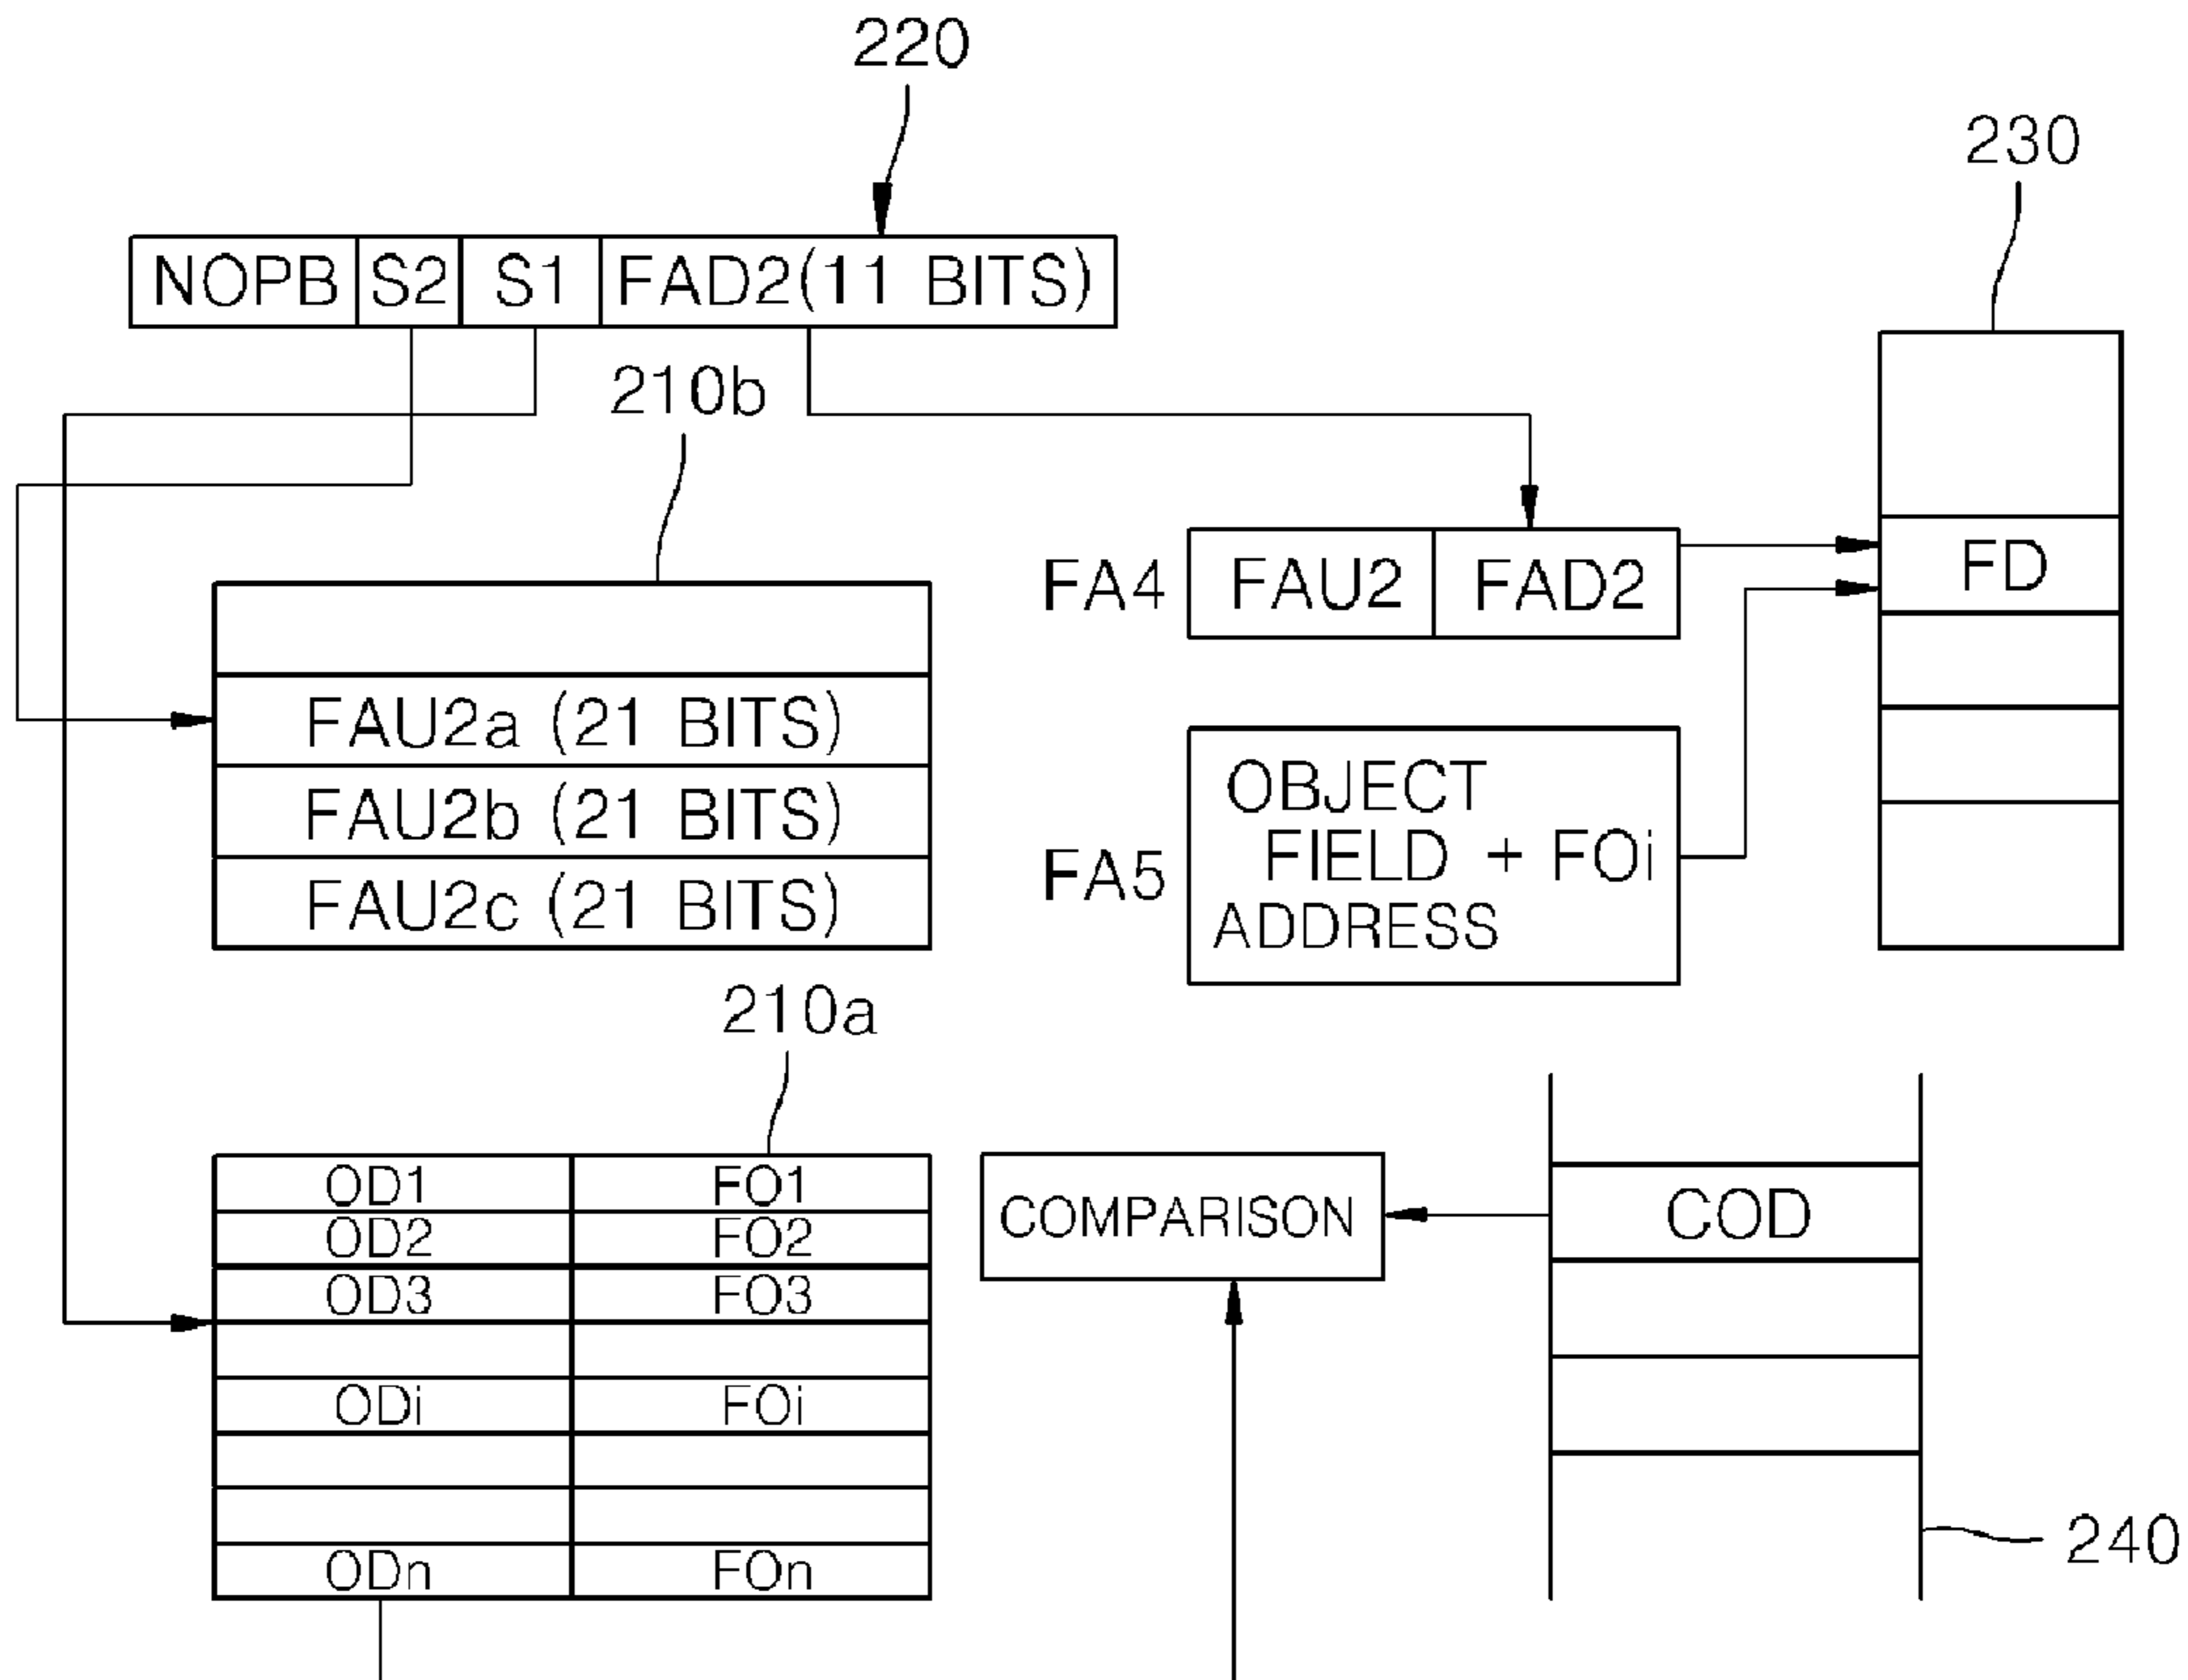 220
230
NOPB S2 S1 FAD2(11 BITS)
210b
FA4 FAU2 FAD2
FD
FAU2a (21 BITS)
FAU2b (21 BITS)
FAU2c (21 BITS)
FA5
OBJECT
FIELD + FOi
ADDRESS
210a
OD1 FO1
OD2 FO2
OD3 FO3
ODi FOi
ODn FOn
COMPARISON
COD
240